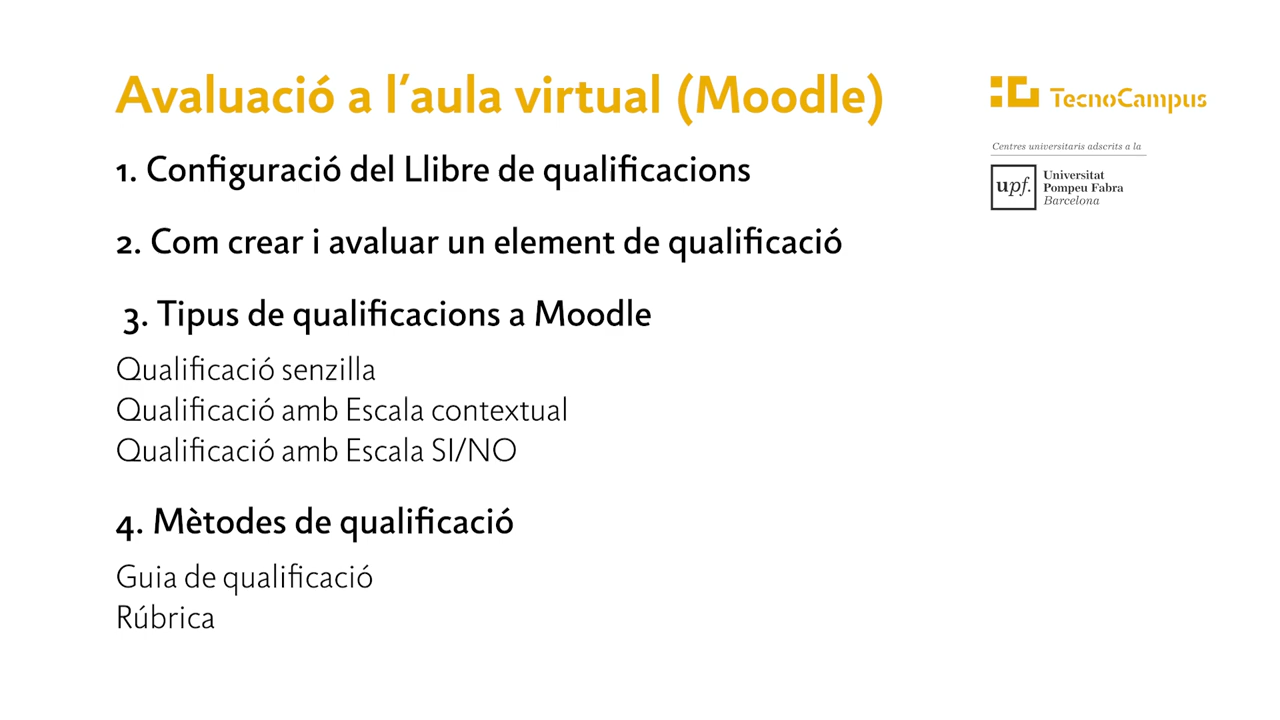 Avaluació a l´aula virtual (Moodle)
1. Configuració del Llibre de qualificacions
2. Com crear i avaluar un element de qualificació
3. Tipus de qualificacions a Moodle
Qualificació senzilla
Qualificació amb Escala contextual
Qualificació amb Escala SI/NO
4. Mètodes de qualificació
Guia de qualificació
Rúbrica
TecnoCampus
Centres universitaris adscrits a la
upf. Universitat
Pompeu Fabra
Barcelona